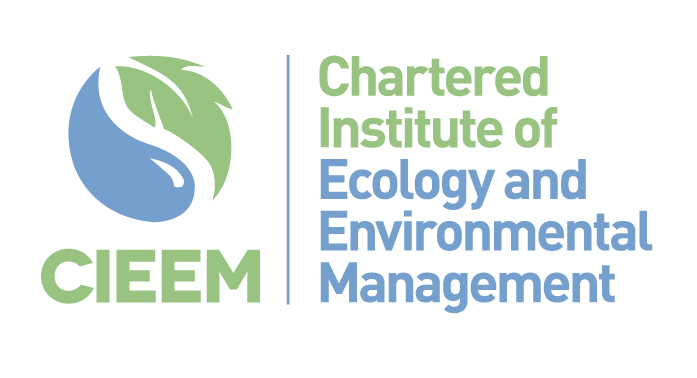 CIEEM
Chartered
Institute of
Ecology and
Environmental
Management